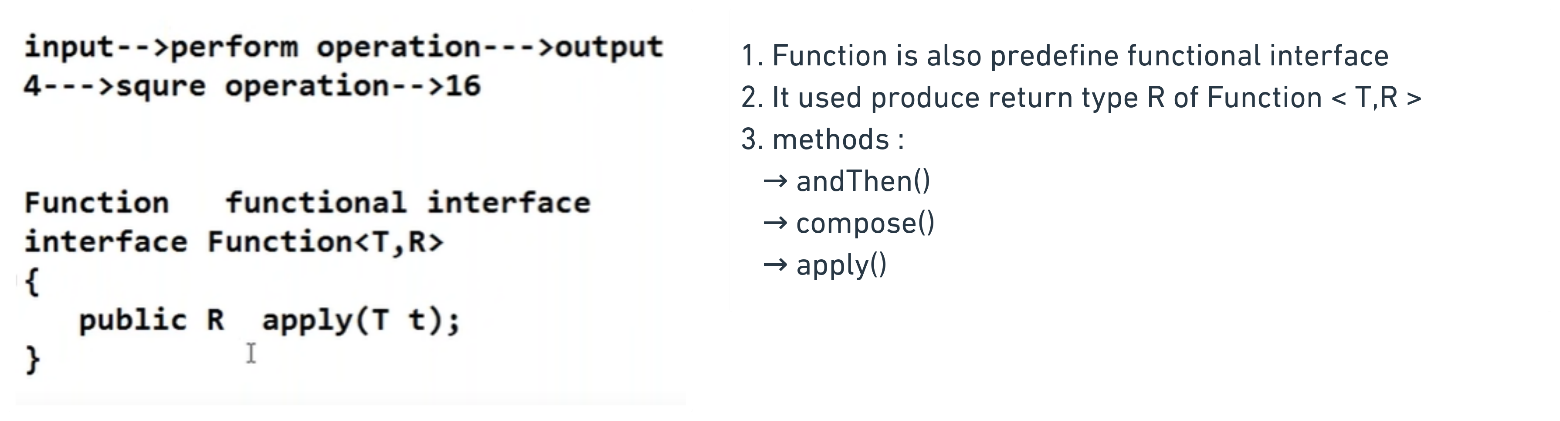 input-->perform operation--->output
4--->squre operation-->16
Function   functional interface
interface Function<T,R>
{
   public R  apply(T t);
}
1. Function is also predefine functional interface
2. It used produce return type R of Function < T,R >
3. methods :
→ andThen()
→ compose()
→ apply()